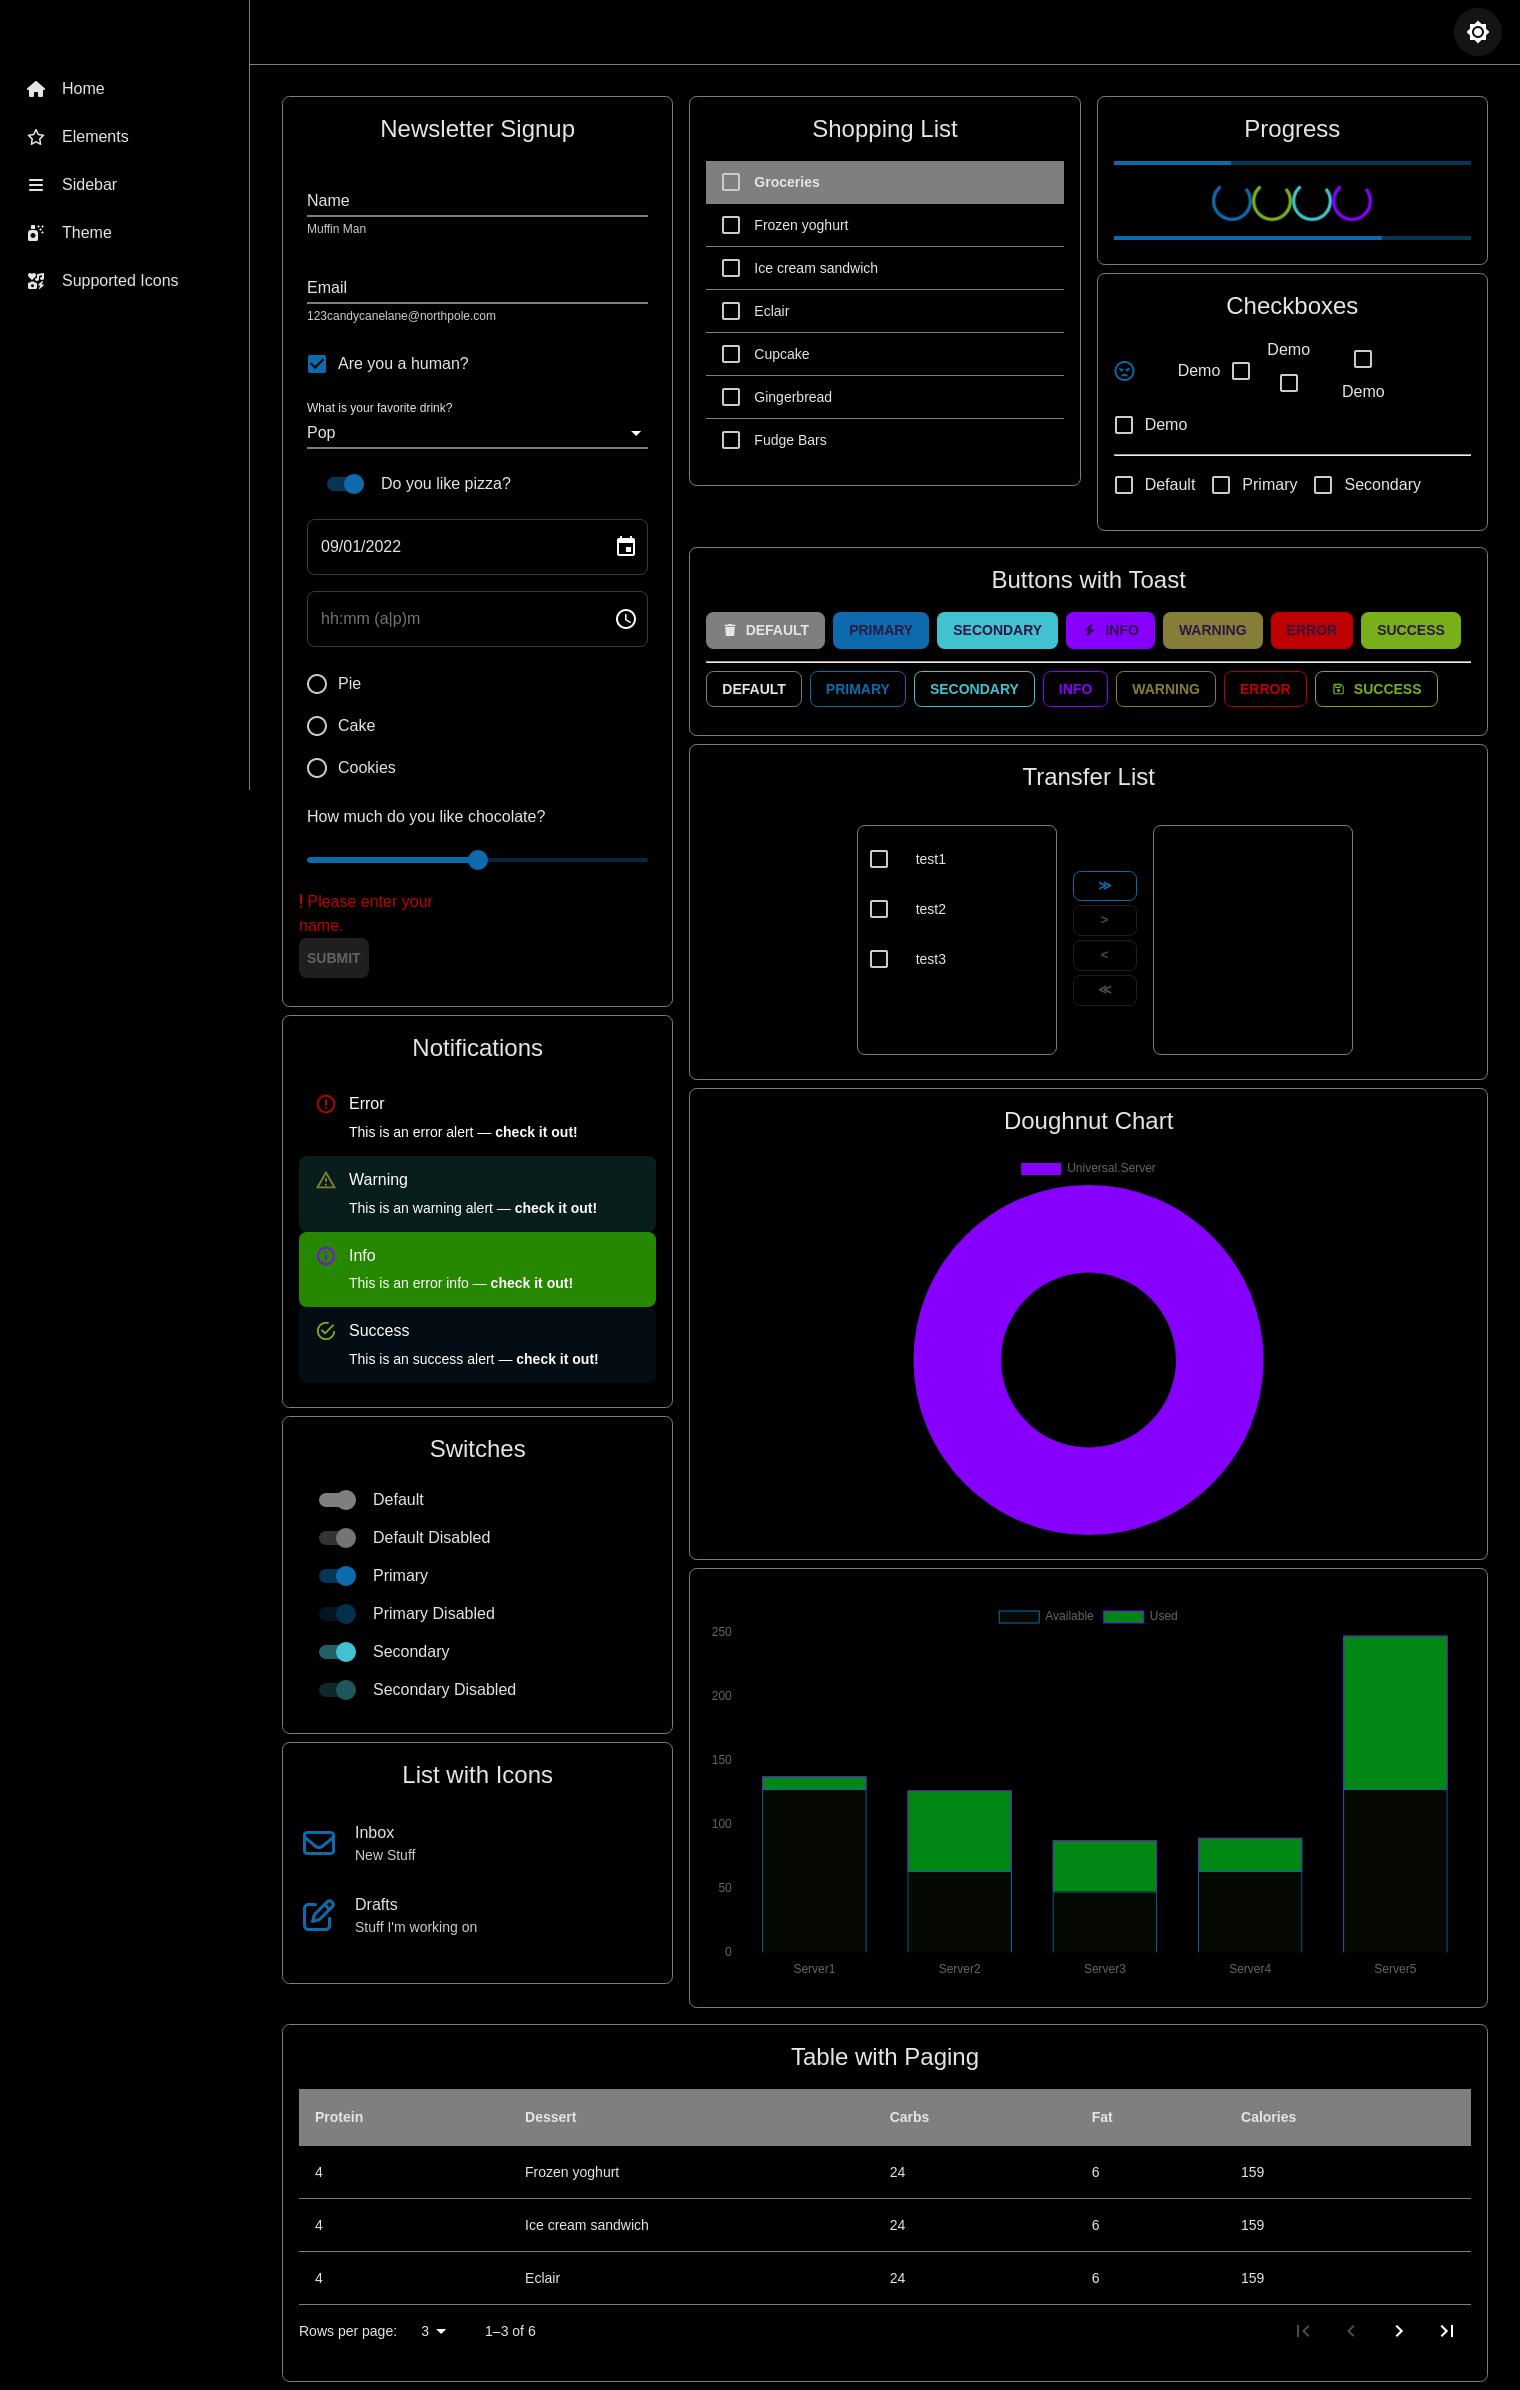 Home
Elements
Sidebar
Theme
Supported Icons
Newsletter Signup
Name
Muffin Man
Email
123candycanelane@northpole.com
Are you a human?
What is your favorite drink?
Pop
Do you like pizza?
09/01/2022
hh:mm (a|p)m
Pie
Cake
Cookies
How much do you like chocolate?
! Please enter your
name.
SUBMIT
Shopping List
Groceries
Frozen yoghurt
Ice cream sandwich
Eclair
Cupcake
Gingerbread
Fudge Bars
Progress
Checkboxes
Demo
Demo
Demo
Demo
Default Primary Secondary
Buttons with Toast
DEFAULT PRIMARY SECONDARY INFO WARNING ERROR SUCCESS
DEFAULT PRIMARY SECONDARY INFO WARNING ERROR SUCCESS
Transfer List
test1
test2
test3
≫
>
<
≪
Notifications
Error
This is an error alert — check it out!
Warning
This is an warning alert — check it out!
Info
This is an error info — check it out!
Success
This is an success alert — check it out!
Doughnut Chart
Universal.Server
Switches
Default
Default Disabled
Primary
Primary Disabled
Secondary
Secondary Disabled
List with Icons
Inbox
New Stuff
Drafts
Stuff I'm working on
Available Used
250
200
150
100
50
0
Server1 Server2 Server3 Server4 Server5
Table with Paging
Protein Dessert Carbs Fat Calories
4 Frozen yoghurt 24 6 159
4 Ice cream sandwich 24 6 159
4 Eclair 24 6 159
Rows per page: 3 1–3 of 6